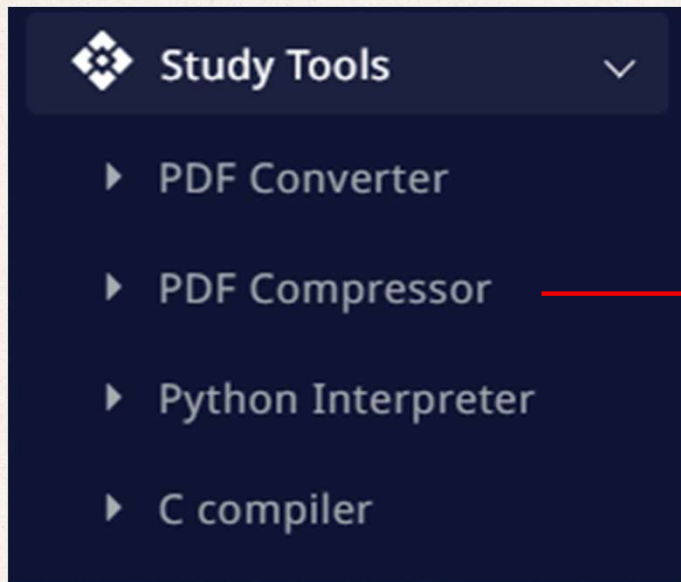 Study Tools
PDF Converter
PDF Compressor
Python Interpreter
C compiler